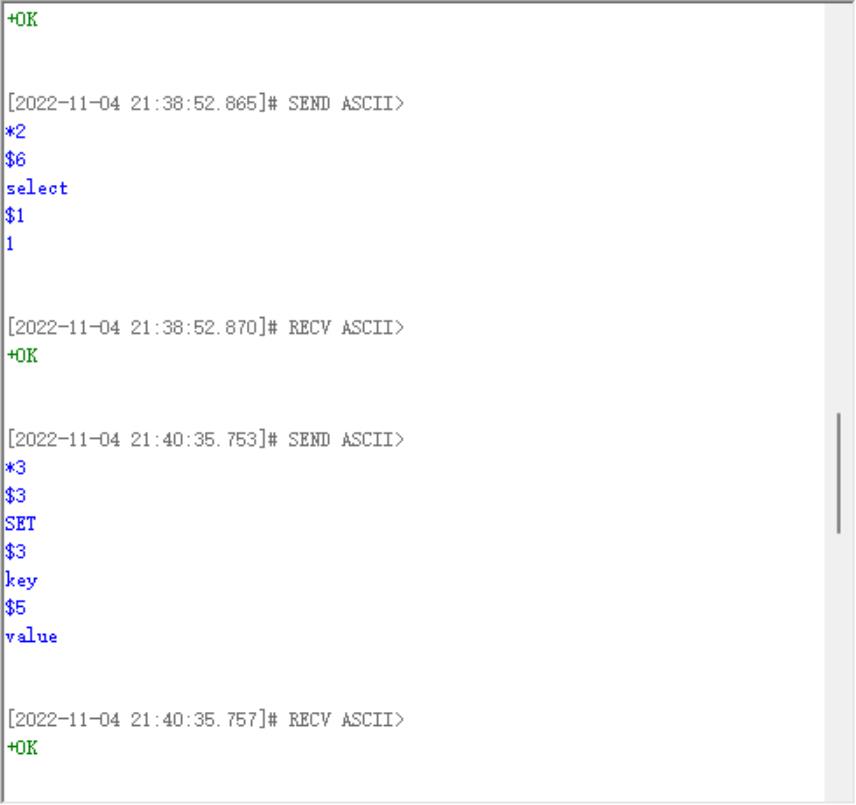 +OK
[2022-11-04 21:38:52.865]# SEND ASCII>
*2
$6
select
$1
1
[2022-11-04 21:38:52.870]# RECV ASCII>
+OK
[2022-11-04 21:40:35.753]# SEND ASCII>
*3
$3
SET
$3
key
$5
value
[2022-11-04 21:40:35.757]# RECV ASCII>
+OK